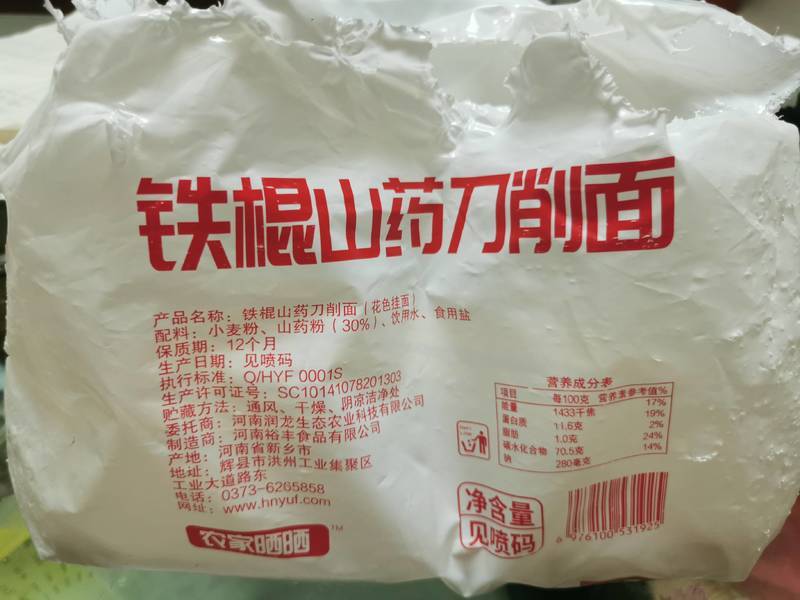 铁棍山药刀削面
产品名称：铁棍山药刀削面（花色挂面）
配料：小麦粉、山药粉（30%）、饮用水、食用盐
保质期：12个月
生产日期：见喷码
执行标准：Q/HYF 0001S
生产许可证号：SC10141078201303
贮藏方法：通风、干燥、阴凉洁净处
委托商：河南润龙生态农业科技有限公司
制造商：河南裕丰食品有限公司
产地：河南省新乡市
地址：辉县市洪州工业集聚区
工业大道路东
电话：0373-6265858
网址：www.hnyuf.com
农家晒晒 TM
营养成分表
项目 每100克 营养素参考值%
能量 1433千焦 17%
蛋白质 11.6克 19%
脂肪 1.0克 2%
碳水化合物 70.5克 24%
钠 280毫克 14%
净含量
见喷码
6 976100 531925